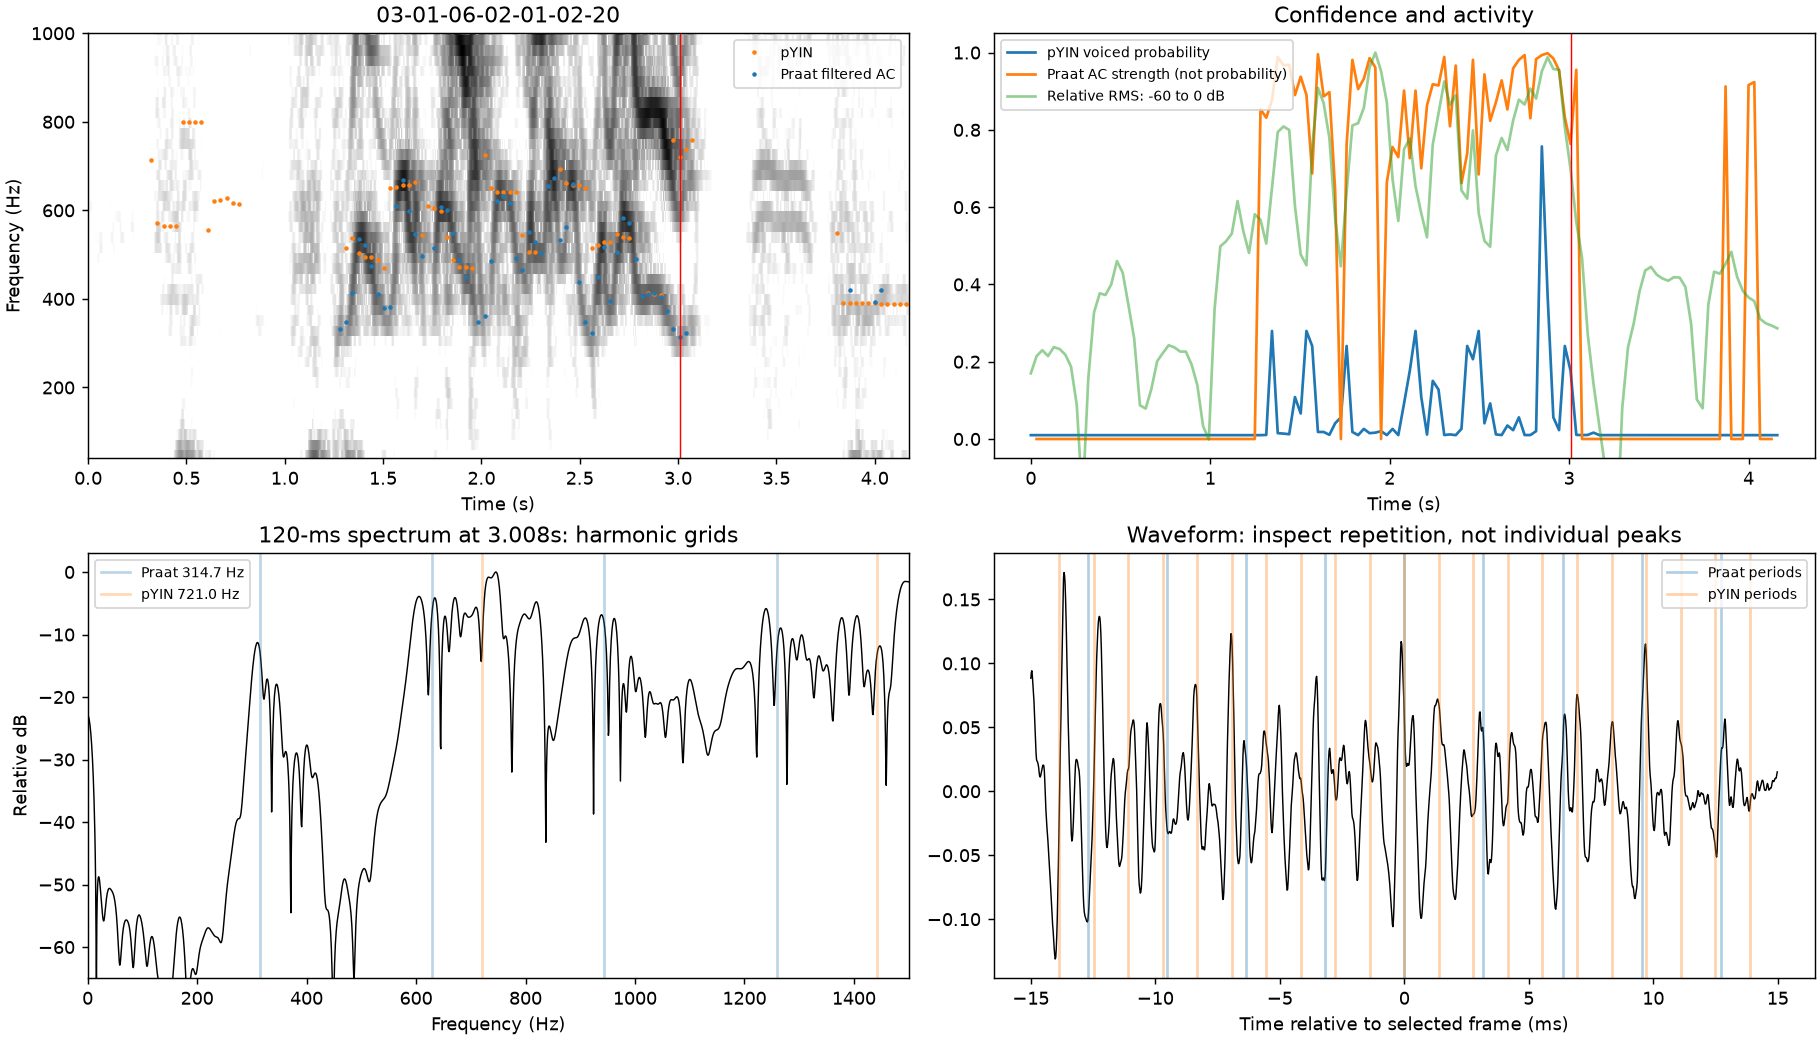 03-01-06-02-01-02-20
pYIN
Praat filtered AC
1000
800
600
400
200
Frequency (Hz)
0.0 0.5 1.0 1.5 2.0 2.5 3.0 3.5 4.0
Time (s)
Confidence and activity
pYIN voiced probability
Praat AC strength (not probability)
Relative RMS: -60 to 0 dB
1.0
0.8
0.6
0.4
0.2
0.0
0 1 2 3 4
Time (s)
120-ms spectrum at 3.008s: harmonic grids
Praat 314.7 Hz
pYIN 721.0 Hz
0
−10
−20
−30
−40
−50
−60
Relative dB
0 200 400 600 800 1000 1200 1400
Frequency (Hz)
Waveform: inspect repetition, not individual peaks
Praat periods
pYIN periods
0.15
0.10
0.05
0.00
−0.05
−0.10
−15 −10 −5 0 5 10 15
Time relative to selected frame (ms)